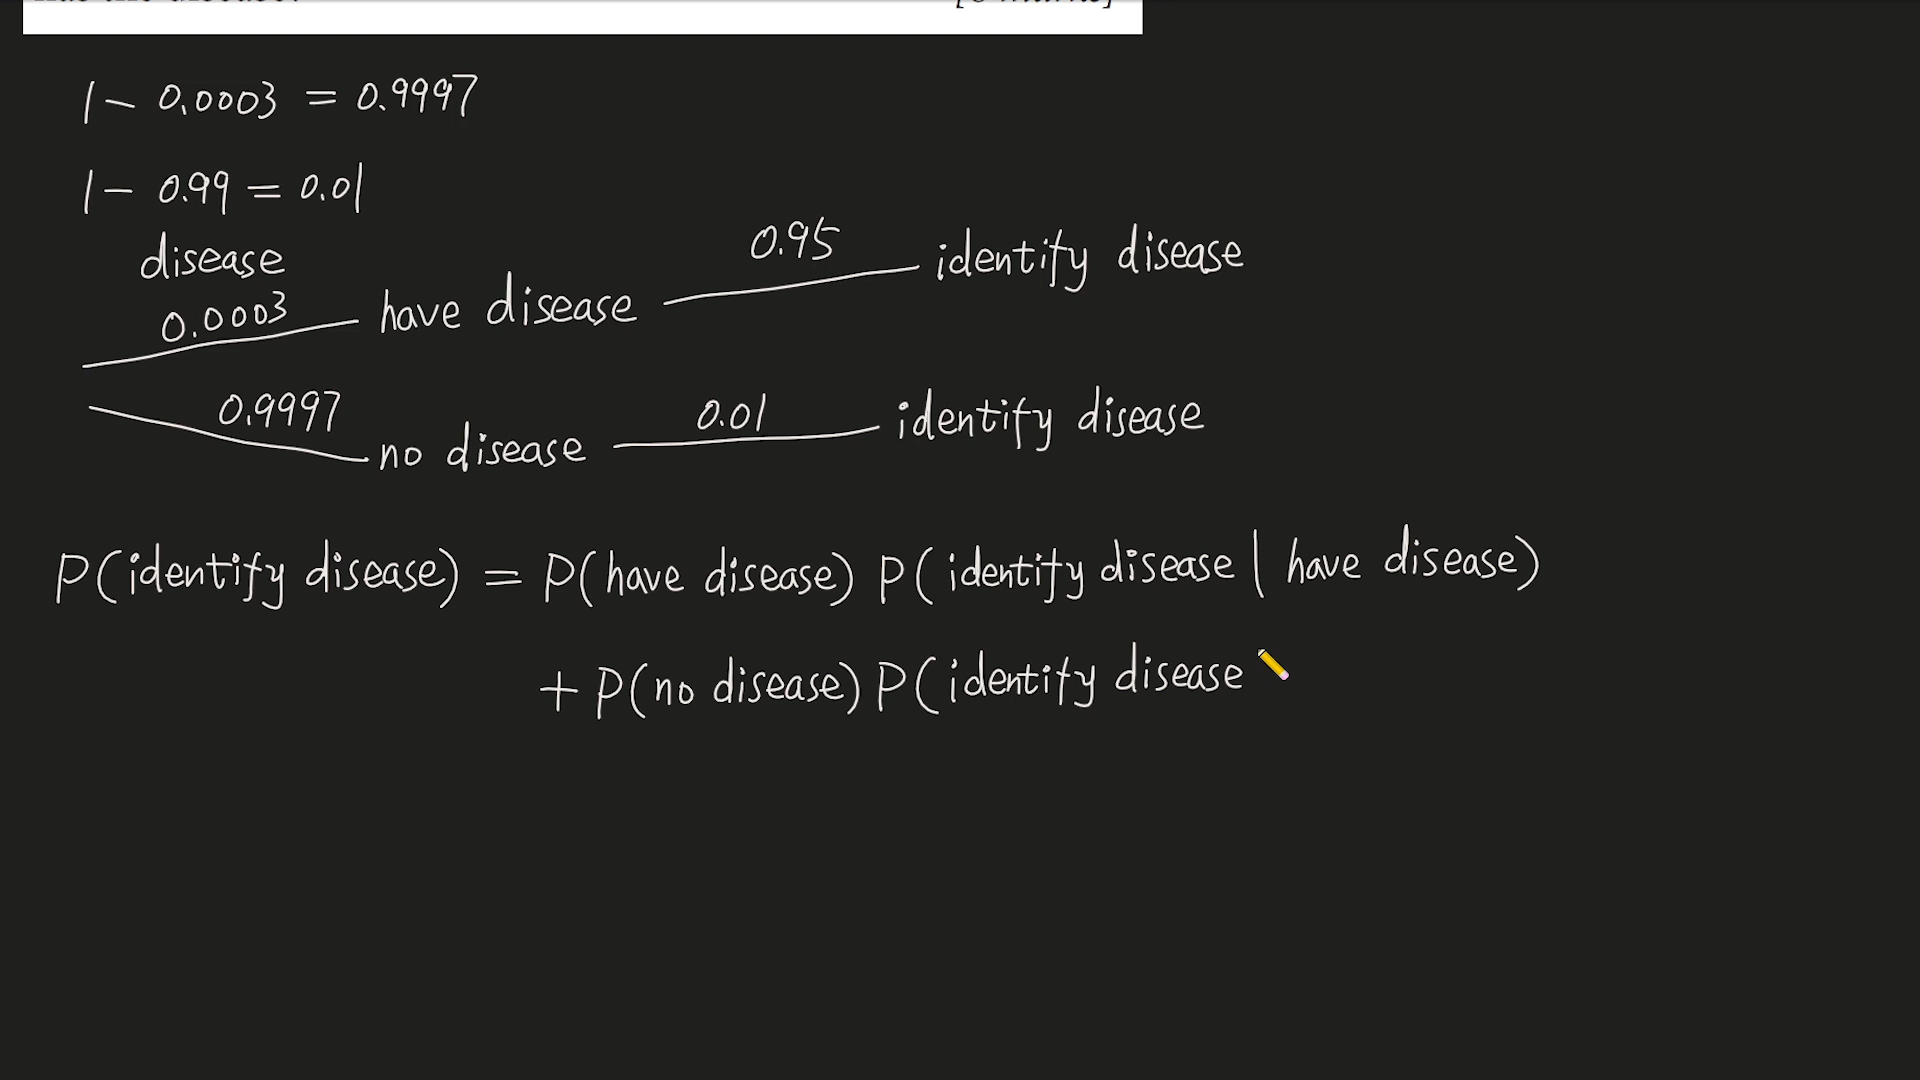 1 - 0.0003 = 0.9997
1 - 0.99 = 0.01
disease
0.0003 have disease 0.95 identify disease
0.9997 no disease 0.01 identify disease
P(identify disease) = P(have disease) P(identify disease | have disease)
+ P(no disease) P(identify disease